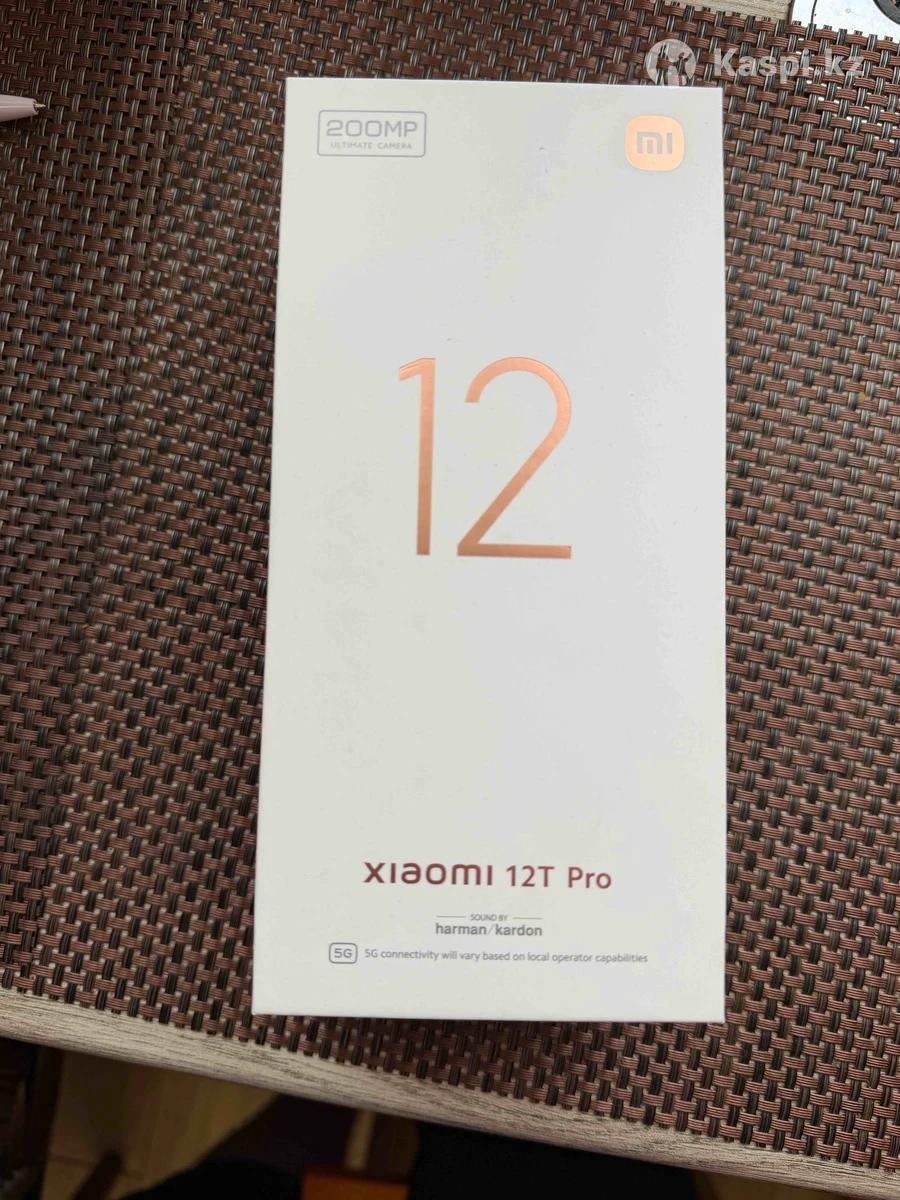 Kaspi.kz
200MP
ULTIMATE CAMERA
mi
12
xiaomi 12T Pro
SOUND BY
harman/kardon
5G 5G connectivity will vary based on local operator capabilities